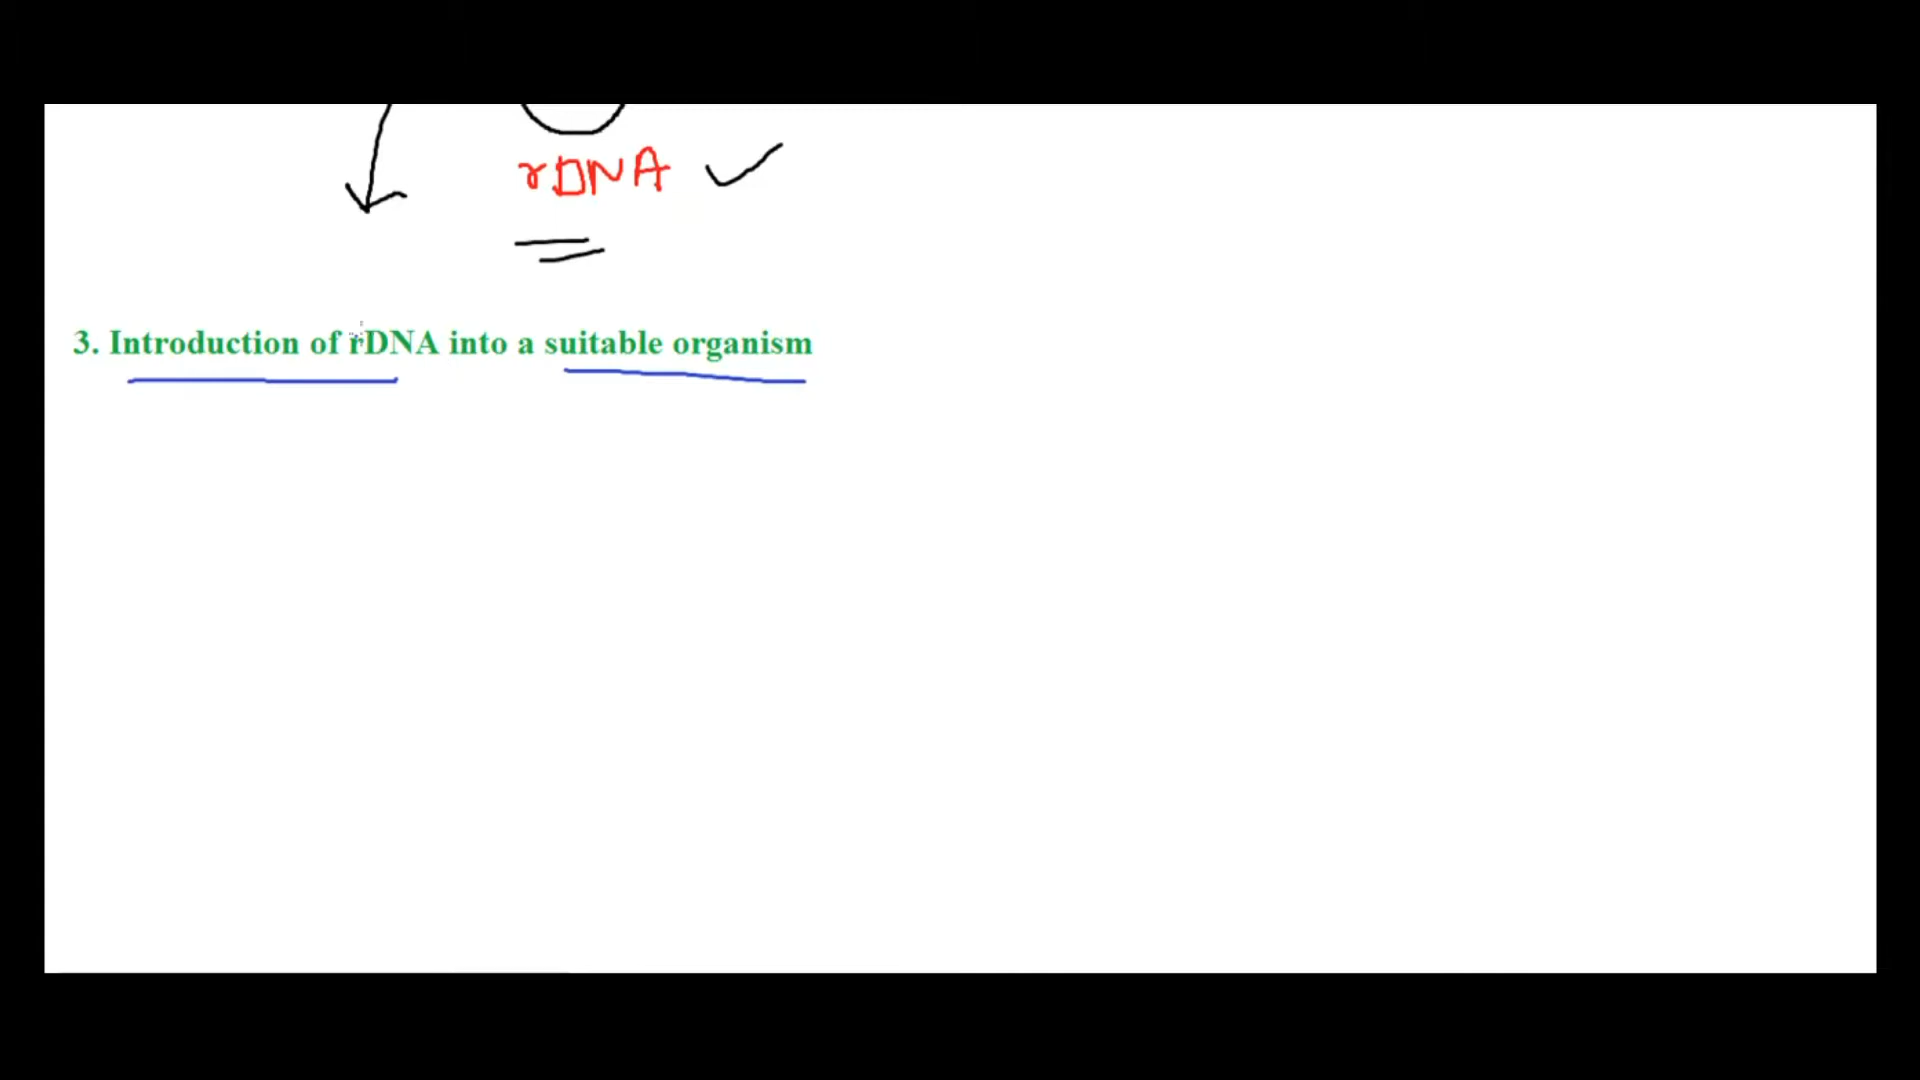 rDNA
3. Introduction of rDNA into a suitable organism